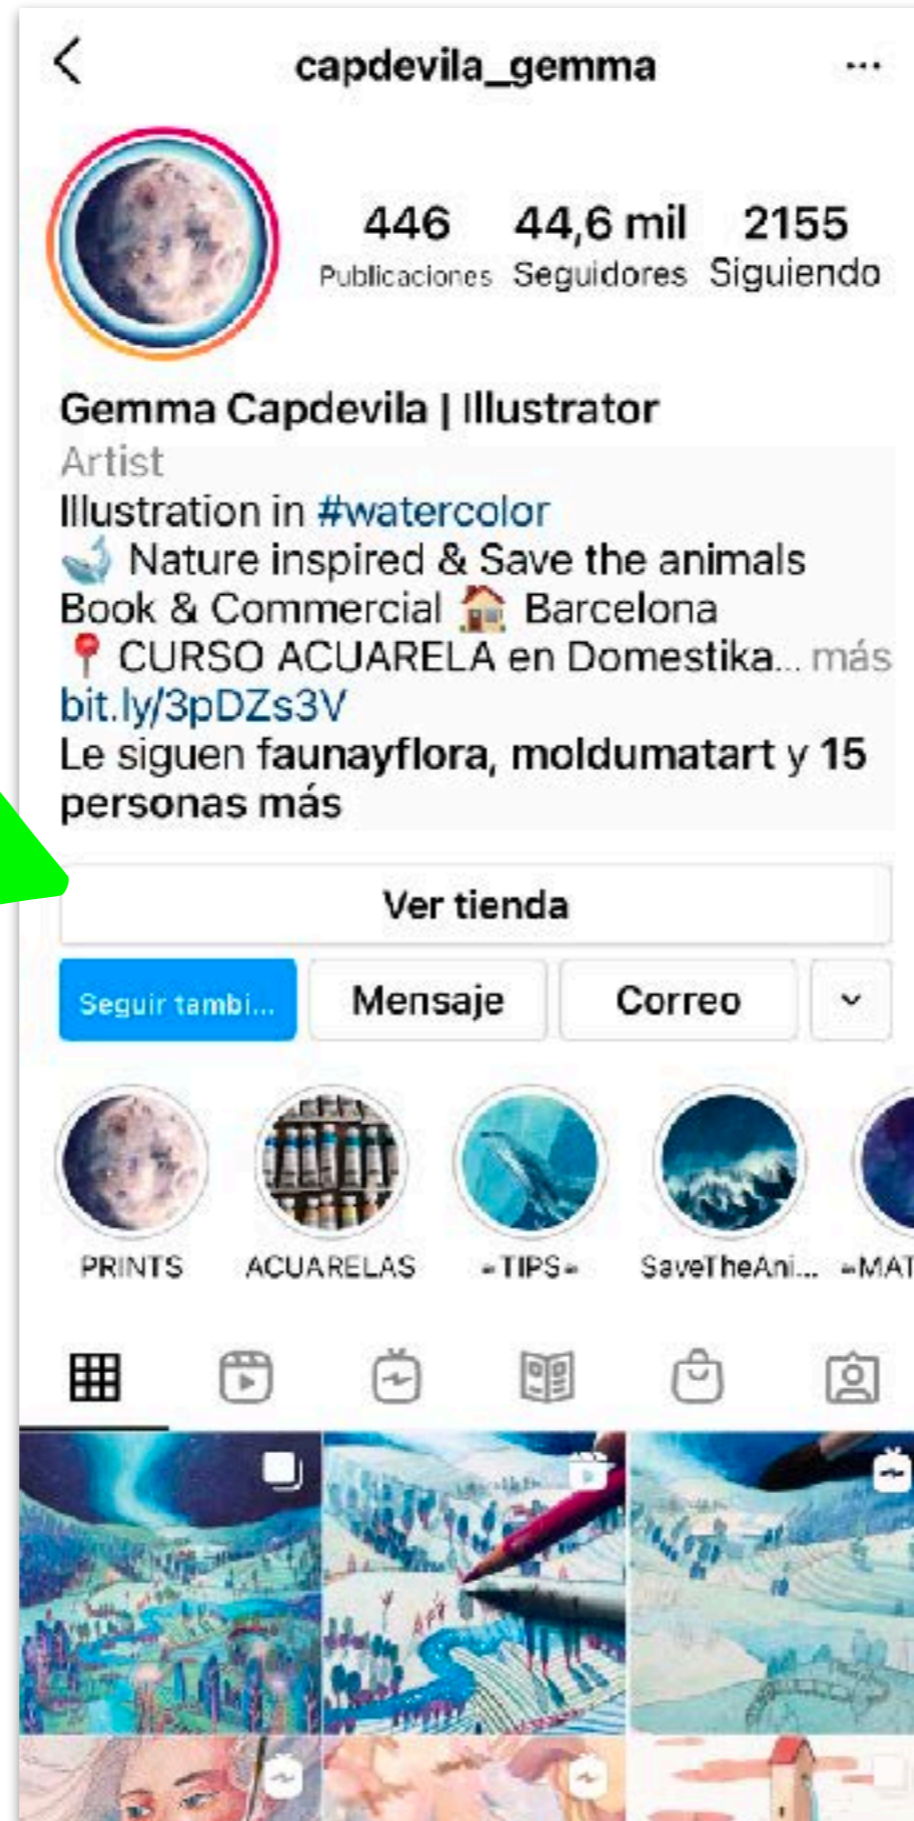 capdevila_gemma
446 44,6 mil 2155
Publicaciones Seguidores Siguiendo
Gemma Capdevila | Illustrator
Artist
Illustration in #watercolor
Nature inspired & Save the animals
Book & Commercial Barcelona
CURSO ACUARELA en Domestika... más
bit.ly/3pDZs3V
Le siguen faunayflora, moldumatart y 15
personas más
Ver tienda
Seguir tambi... Mensaje Correo
PRINTS ACUARELAS TIPS SaveTheAni... MAT